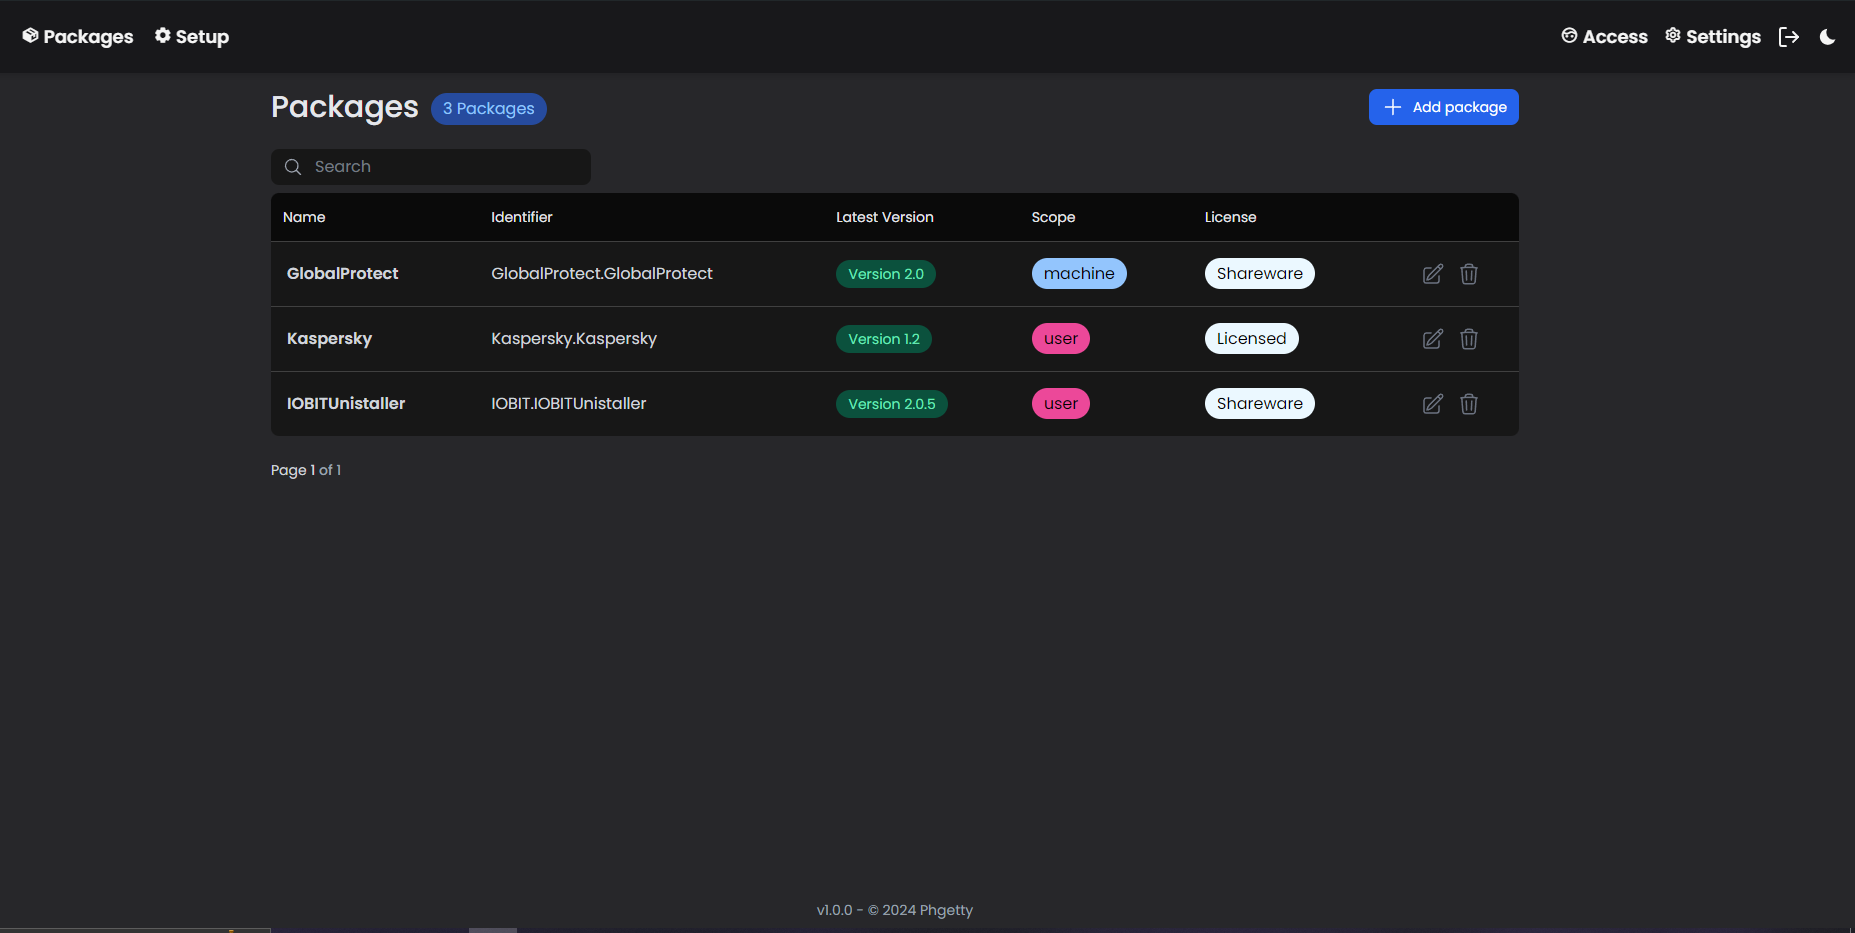 Packages Setup Access Settings
Packages 3 Packages Add package
Search
Name Identifier Latest Version Scope License
GlobalProtect GlobalProtect.GlobalProtect Version 2.0 machine Shareware
Kaspersky Kaspersky.Kaspersky Version 1.2 user Licensed
IOBITUnistaller IOBIT.IOBITUnistaller Version 2.0.5 user Shareware
Page 1 of 1
v1.0.0 - © 2024 Phgetty